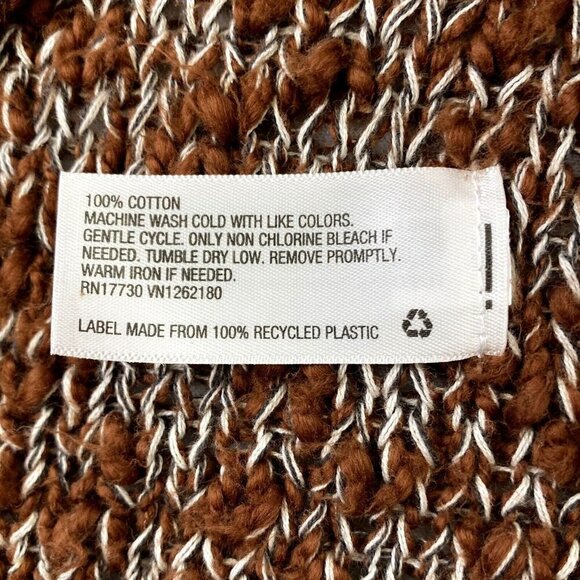 100% COTTON
MACHINE WASH COLD WITH LIKE COLORS.
GENTLE CYCLE. ONLY NON CHLORINE BLEACH IF
NEEDED. TUMBLE DRY LOW. REMOVE PROMPTLY.
WARM IRON IF NEEDED.
RN17730 VN1262180
LABEL MADE FROM 100% RECYCLED PLASTIC